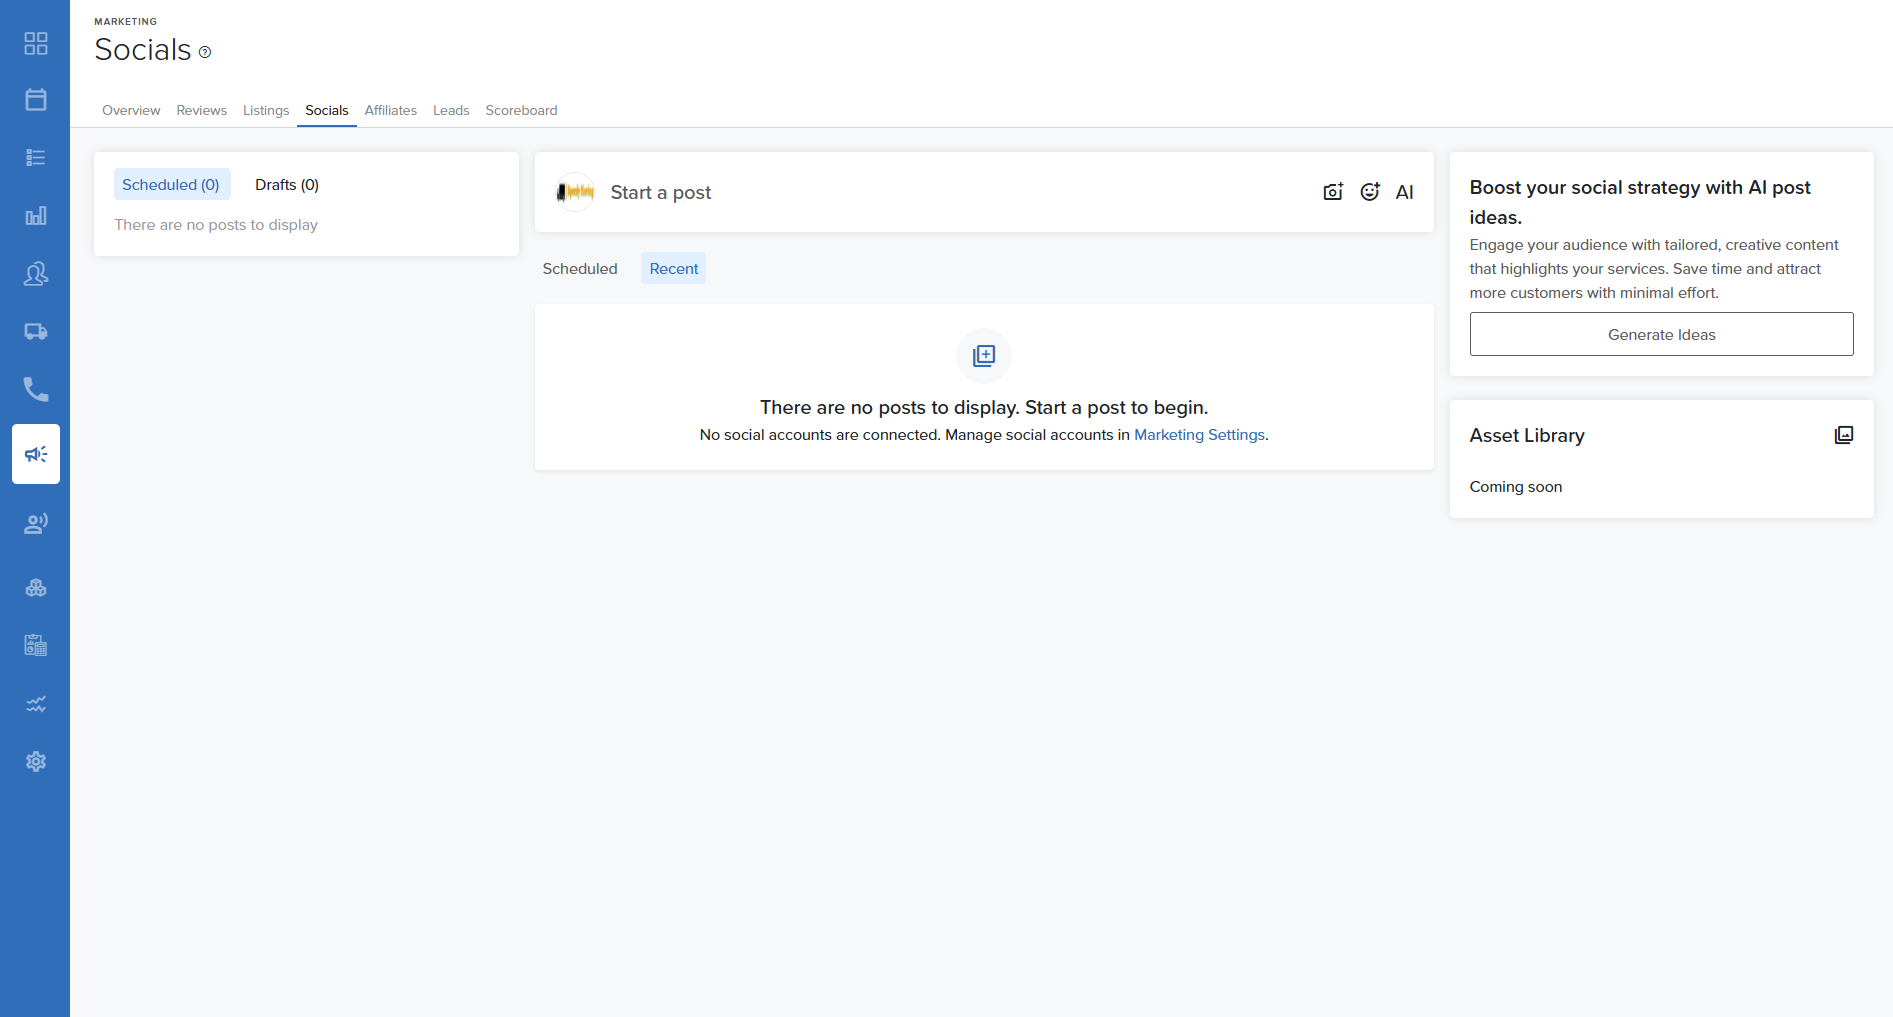 MARKETING
Socials
Overview Reviews Listings Socials Affiliates Leads Scoreboard
Scheduled (0) Drafts (0)
There are no posts to display
Start a post
AI
Scheduled Recent
There are no posts to display. Start a post to begin.
No social accounts are connected. Manage social accounts in Marketing Settings.
Boost your social strategy with AI post
ideas.
Engage your audience with tailored, creative content
that highlights your services. Save time and attract
more customers with minimal effort.
Generate Ideas
Asset Library
Coming soon